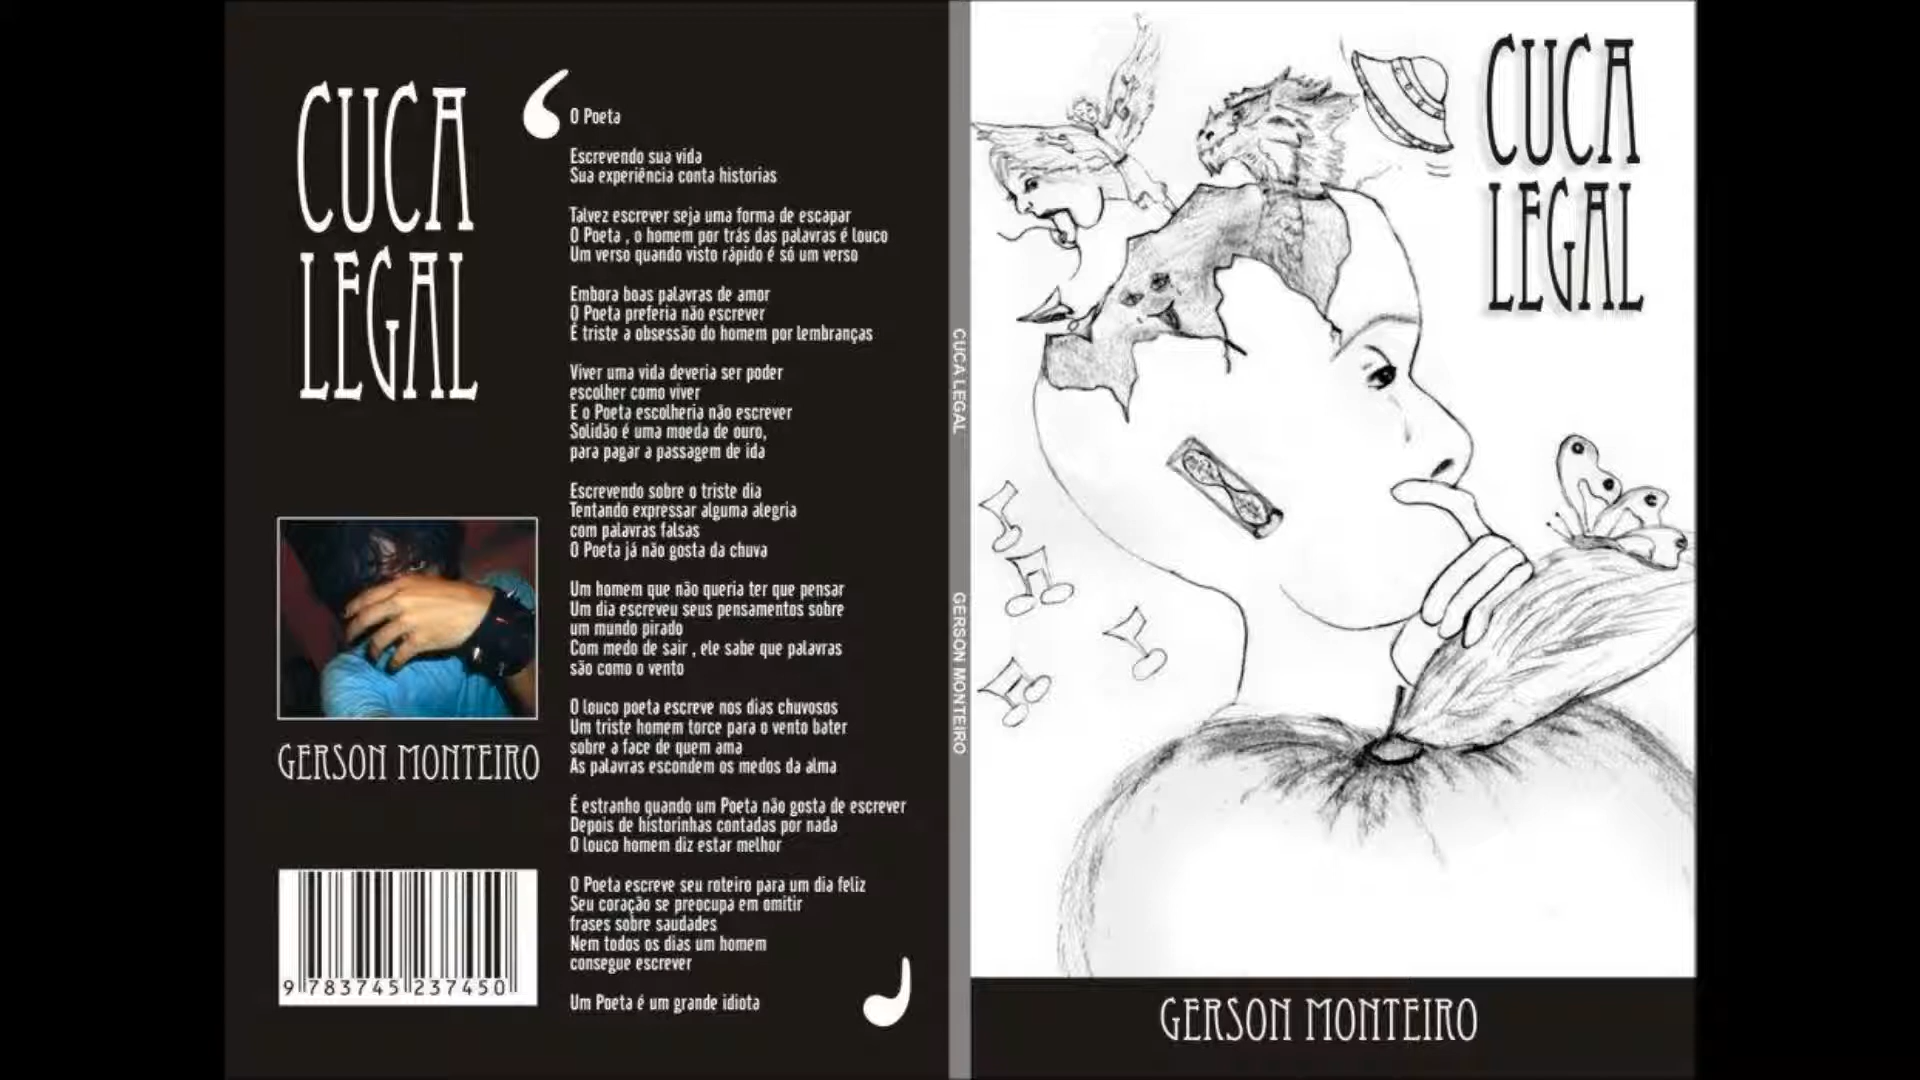 CUCA
LEGAL
O Poeta
Escrevendo sua vida
Sua experiência conta historias
Talvez escrever seja uma forma de escapar
O Poeta , o homem por trás das palavras é louco
Um verso quando visto rápido é só um verso
Embora boas palavras de amor
O Poeta preferia não escrever
É triste a obsessão do homem por lembranças
Viver uma vida deveria ser poder
escolher como viver
E o Poeta escolheria não escrever
Solidão é uma moeda de ouro,
para pagar a passagem de ida
Escrevendo sobre o triste dia
Tentando expressar alguma alegria
com palavras falsas
O Poeta já não gosta da chuva
Um homem que não queria ter que pensar
Um dia escreveu seus pensamentos sobre
um mundo pirado
Com medo de sair , ele sabe que palavras
são como o vento
O louco poeta escreve nos dias chuvosos
Um triste homem torce para o vento bater
sobre a face de quem ama
As palavras escondem os medos da alma
É estranho quando um Poeta não gosta de escrever
Depois de historinhas contadas por nada
O louco homem diz estar melhor
O Poeta escreve seu roteiro para um dia feliz
Seu coração se preocupa em omitir
frases sobre saudades
Nem todos os dias um homem
consegue escrever
Um Poeta é um grande idiota
GERSON MONTEIRO
9 783745 237450
CUCA LEGAL
GERSON MONTEIRO
CUCA
LEGAL
GERSON MONTEIRO